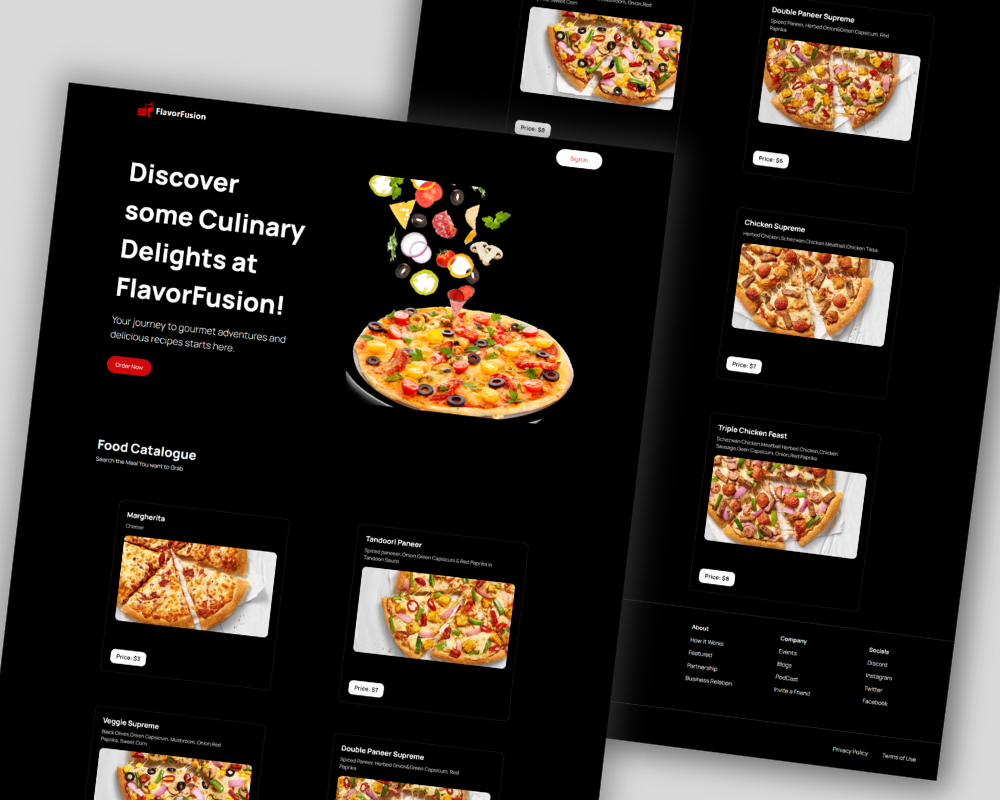 FlavorFusion
Sign In
Discover
some Culinary
Delights at
FlavorFusion!
Your journey to gourmet adventures and
delicious recipes starts here.
Order Now
Food Catalogue
Search the Meal You want to Grab
Margherita
Cheese
Price: $3
Tandoori Paneer
Spiced paneeer, Onion,Green Capsicum & Red Paprika in
Tandoori Sauce
Price: $7
Veggie Supreme
Black Olives,Green Capsicum, Mushroom, Onion,Red
Paprika, Sweet Corn
Double Paneer Supreme
Spiced Paneer, Herbed Onion&Green Capsicum, Red
Paprika
Price: $8
Double Paneer Supreme
Spiced Paneer, Herbed Onion&Green Capsicum, Red
Paprika
Price: $6
Chicken Supreme
Herbed Chicken,Schezwan Chicken Meatball,Chicken Tikka
Price: $7
Triple Chicken Feast
Schezwan Chicken Meatball Herbed Chicken,Chicken
Sausage,Geen Capsicum, Onion,Red Paprika
Price: $8
About
How it Works
Featured
Partnership
Business Relation
Company
Events
Blogs
PodCast
Invite a Friend
Socials
Discord
Instagram
Twitter
Facebook
Privacy Policy
Terms of Use